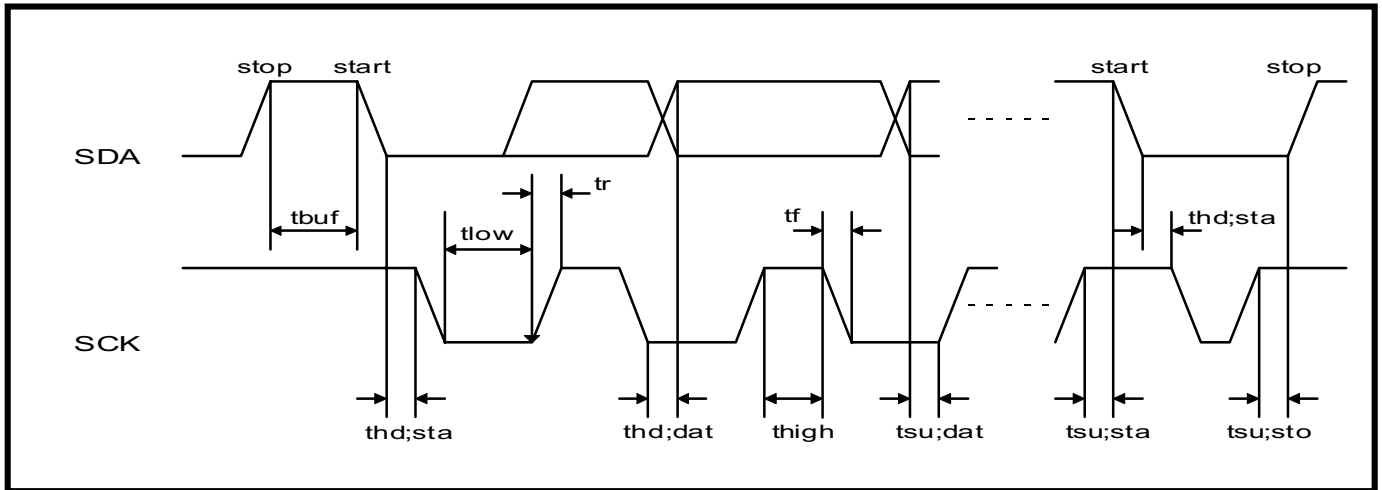 stop start start stop
SDA
tr
tbuf tf thd;sta
tlow
SCK
thd;sta thd;dat thigh tsu;dat tsu;sta tsu;sto